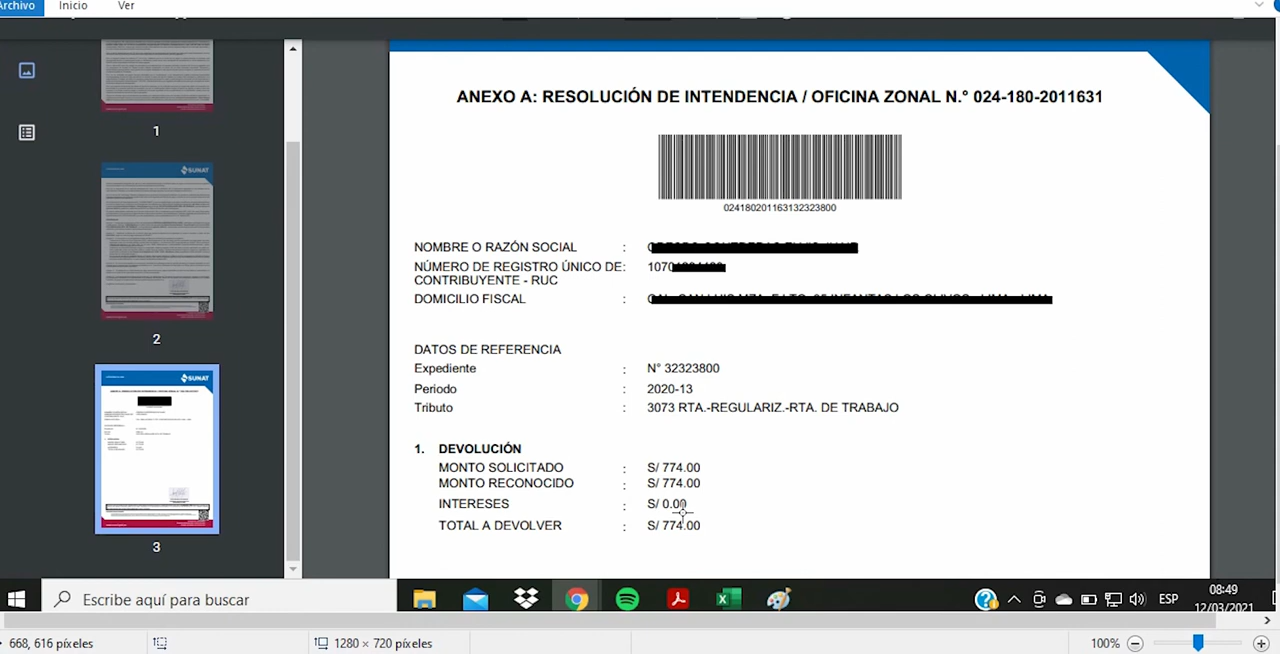 Archivo Inicio Ver
1
SUNAT
2
SUNAT
3
ANEXO A: RESOLUCIÓN DE INTENDENCIA / OFICINA ZONAL N.° 024-180-2011631
024180201163132323800
NOMBRE O RAZÓN SOCIAL :
NÚMERO DE REGISTRO ÚNICO DE: 1070
CONTRIBUYENTE - RUC
DOMICILIO FISCAL :
DATOS DE REFERENCIA
Expediente : N° 32323800
Periodo : 2020-13
Tributo : 3073 RTA.-REGULARIZ.-RTA. DE TRABAJO
1. DEVOLUCIÓN
MONTO SOLICITADO : S/ 774.00
MONTO RECONOCIDO : S/ 774.00
INTERESES : S/ 0.00
TOTAL A DEVOLVER : S/ 774.00
Escribe aquí para buscar
ESP
08:49
12/03/2021
668, 616 píxeles
1280 × 720 píxeles
100%